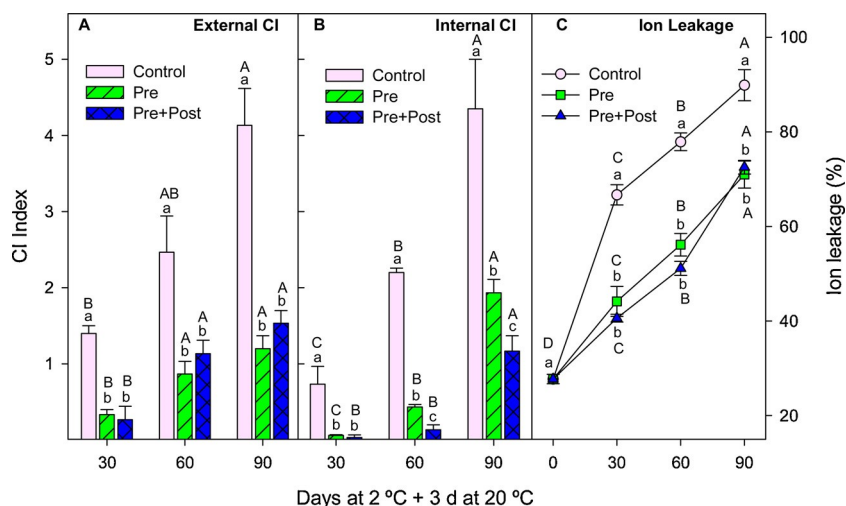 A External CI
B Internal CI
C Ion Leakage
Control
Pre
Pre+Post
Control
Pre
Pre+Post
Control
Pre
Pre+Post
CI Index
5
4
3
2
1
B
a
B
b
B
b
AB
a
A
b
A
b
A
a
A
b
A
b
C
a
C
b
B
b
B
a
B
b
B
c
A
a
A
b
A
c
D
a
C
a
C
b
b
C
B
a
B
b
b
B
A
a
A
b
b
A
100
80
60
40
20
Ion leakage (%)
30 60 90
30 60 90
0 30 60 90
Days at 2 ºC + 3 d at 20 ºC